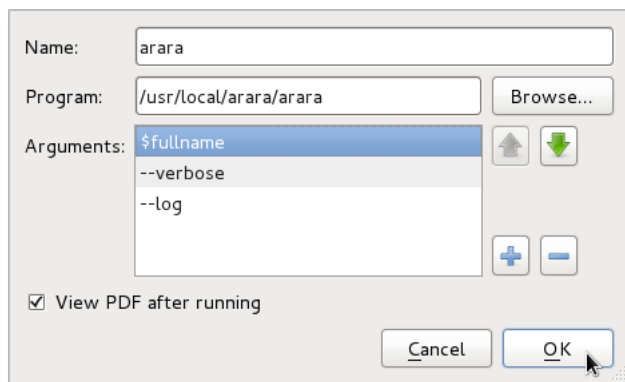 Name: arara
Program: /usr/local/arara/arara Browse...
Arguments: $fullname
--verbose
--log
View PDF after running
Cancel OK